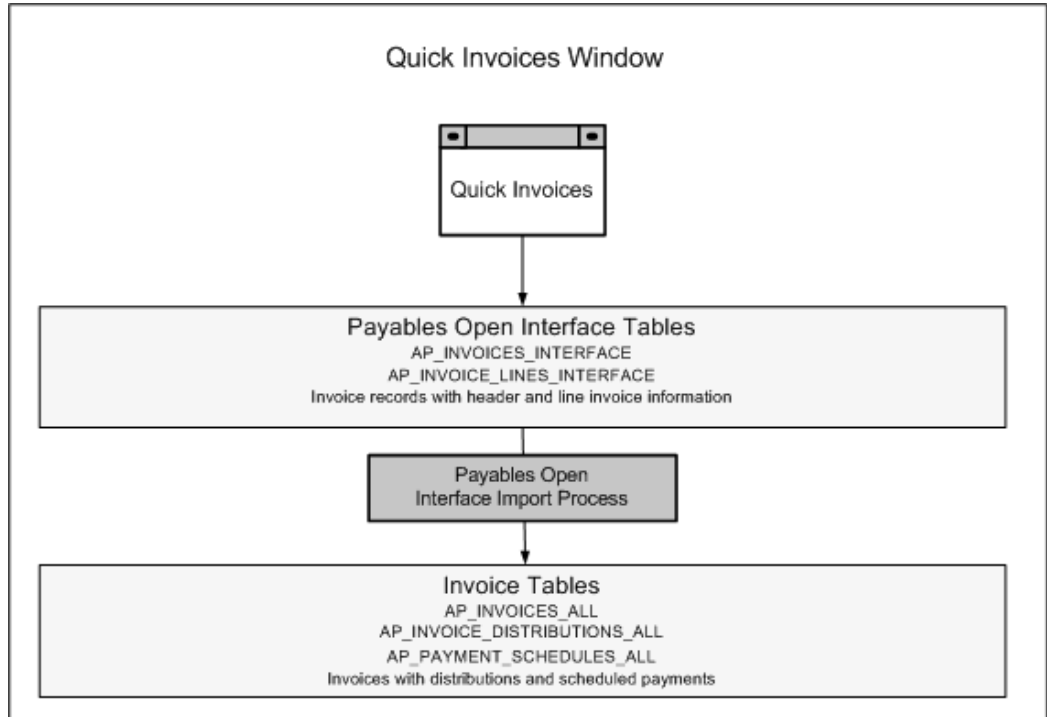 Quick Invoices Window
Quick Invoices
Payables Open Interface Tables
AP_INVOICES_INTERFACE
AP_INVOICE_LINES_INTERFACE
Invoice records with header and line invoice information
Payables Open
Interface Import Process
Invoice Tables
AP_INVOICES_ALL
AP_INVOICE_DISTRIBUTIONS_ALL
AP_PAYMENT_SCHEDULES_ALL
Invoices with distributions and scheduled payments